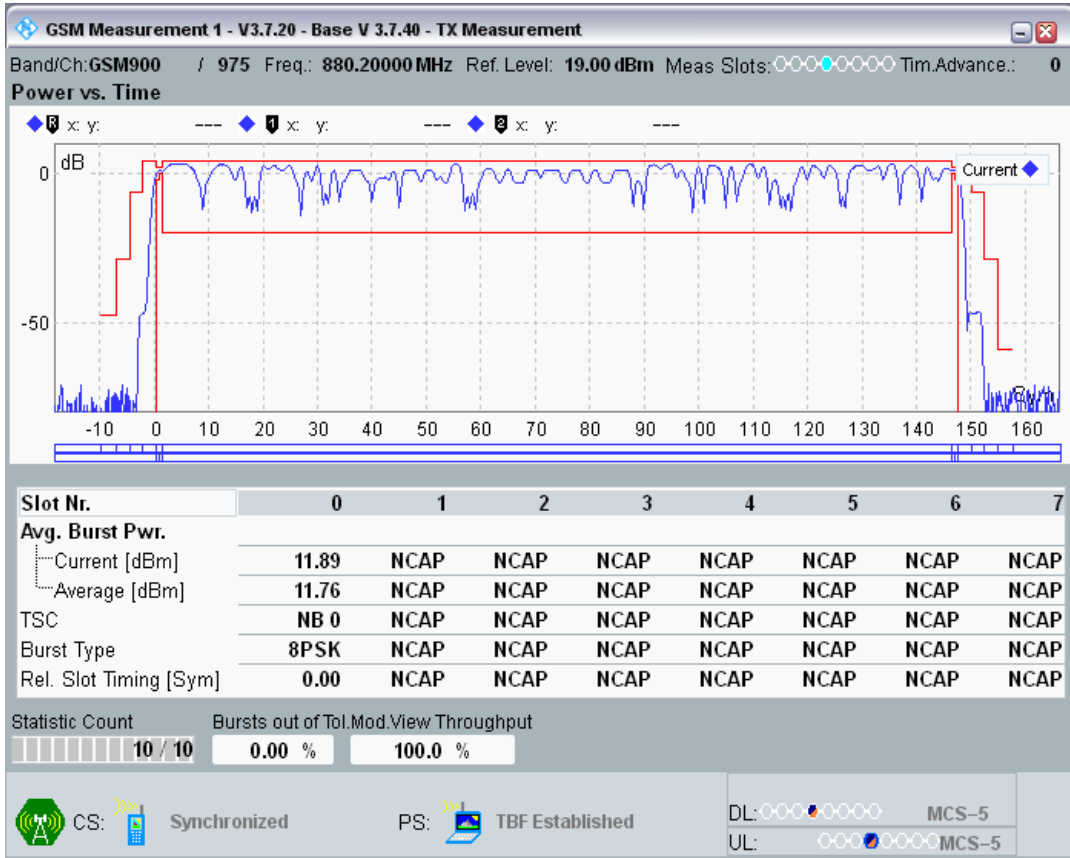 GSM Measurement 1 - V3.7.20 - Base V 3.7.40 - TX Measurement
Band/Ch:GSM900 / 975 Freq.: 880.20000 MHz Ref. Level: 19.00 dBm Meas Slots: Tim.Advance.: 0
Power vs. Time
R x: y: --- 1 x: y: --- 2 x: y: ---
dB
Current
0
-50
-10 0 10 20 30 40 50 60 70 80 90 100 110 120 130 140 150 160
Slot Nr. 0 1 2 3 4 5 6 7
Avg. Burst Pwr.
Current [dBm] 11.89 NCAP NCAP NCAP NCAP NCAP NCAP NCAP
Average [dBm] 11.76 NCAP NCAP NCAP NCAP NCAP NCAP NCAP
TSC NB 0 NCAP NCAP NCAP NCAP NCAP NCAP NCAP
Burst Type 8PSK NCAP NCAP NCAP NCAP NCAP NCAP NCAP
Rel. Slot Timing [Sym] 0.00 NCAP NCAP NCAP NCAP NCAP NCAP NCAP
Statistic Count Bursts out of Tol. Mod.View Throughput
10 / 10 0.00 % 100.0 %
CS: Synchronized PS: TBF Established
DL: MCS-5
UL: MCS-5